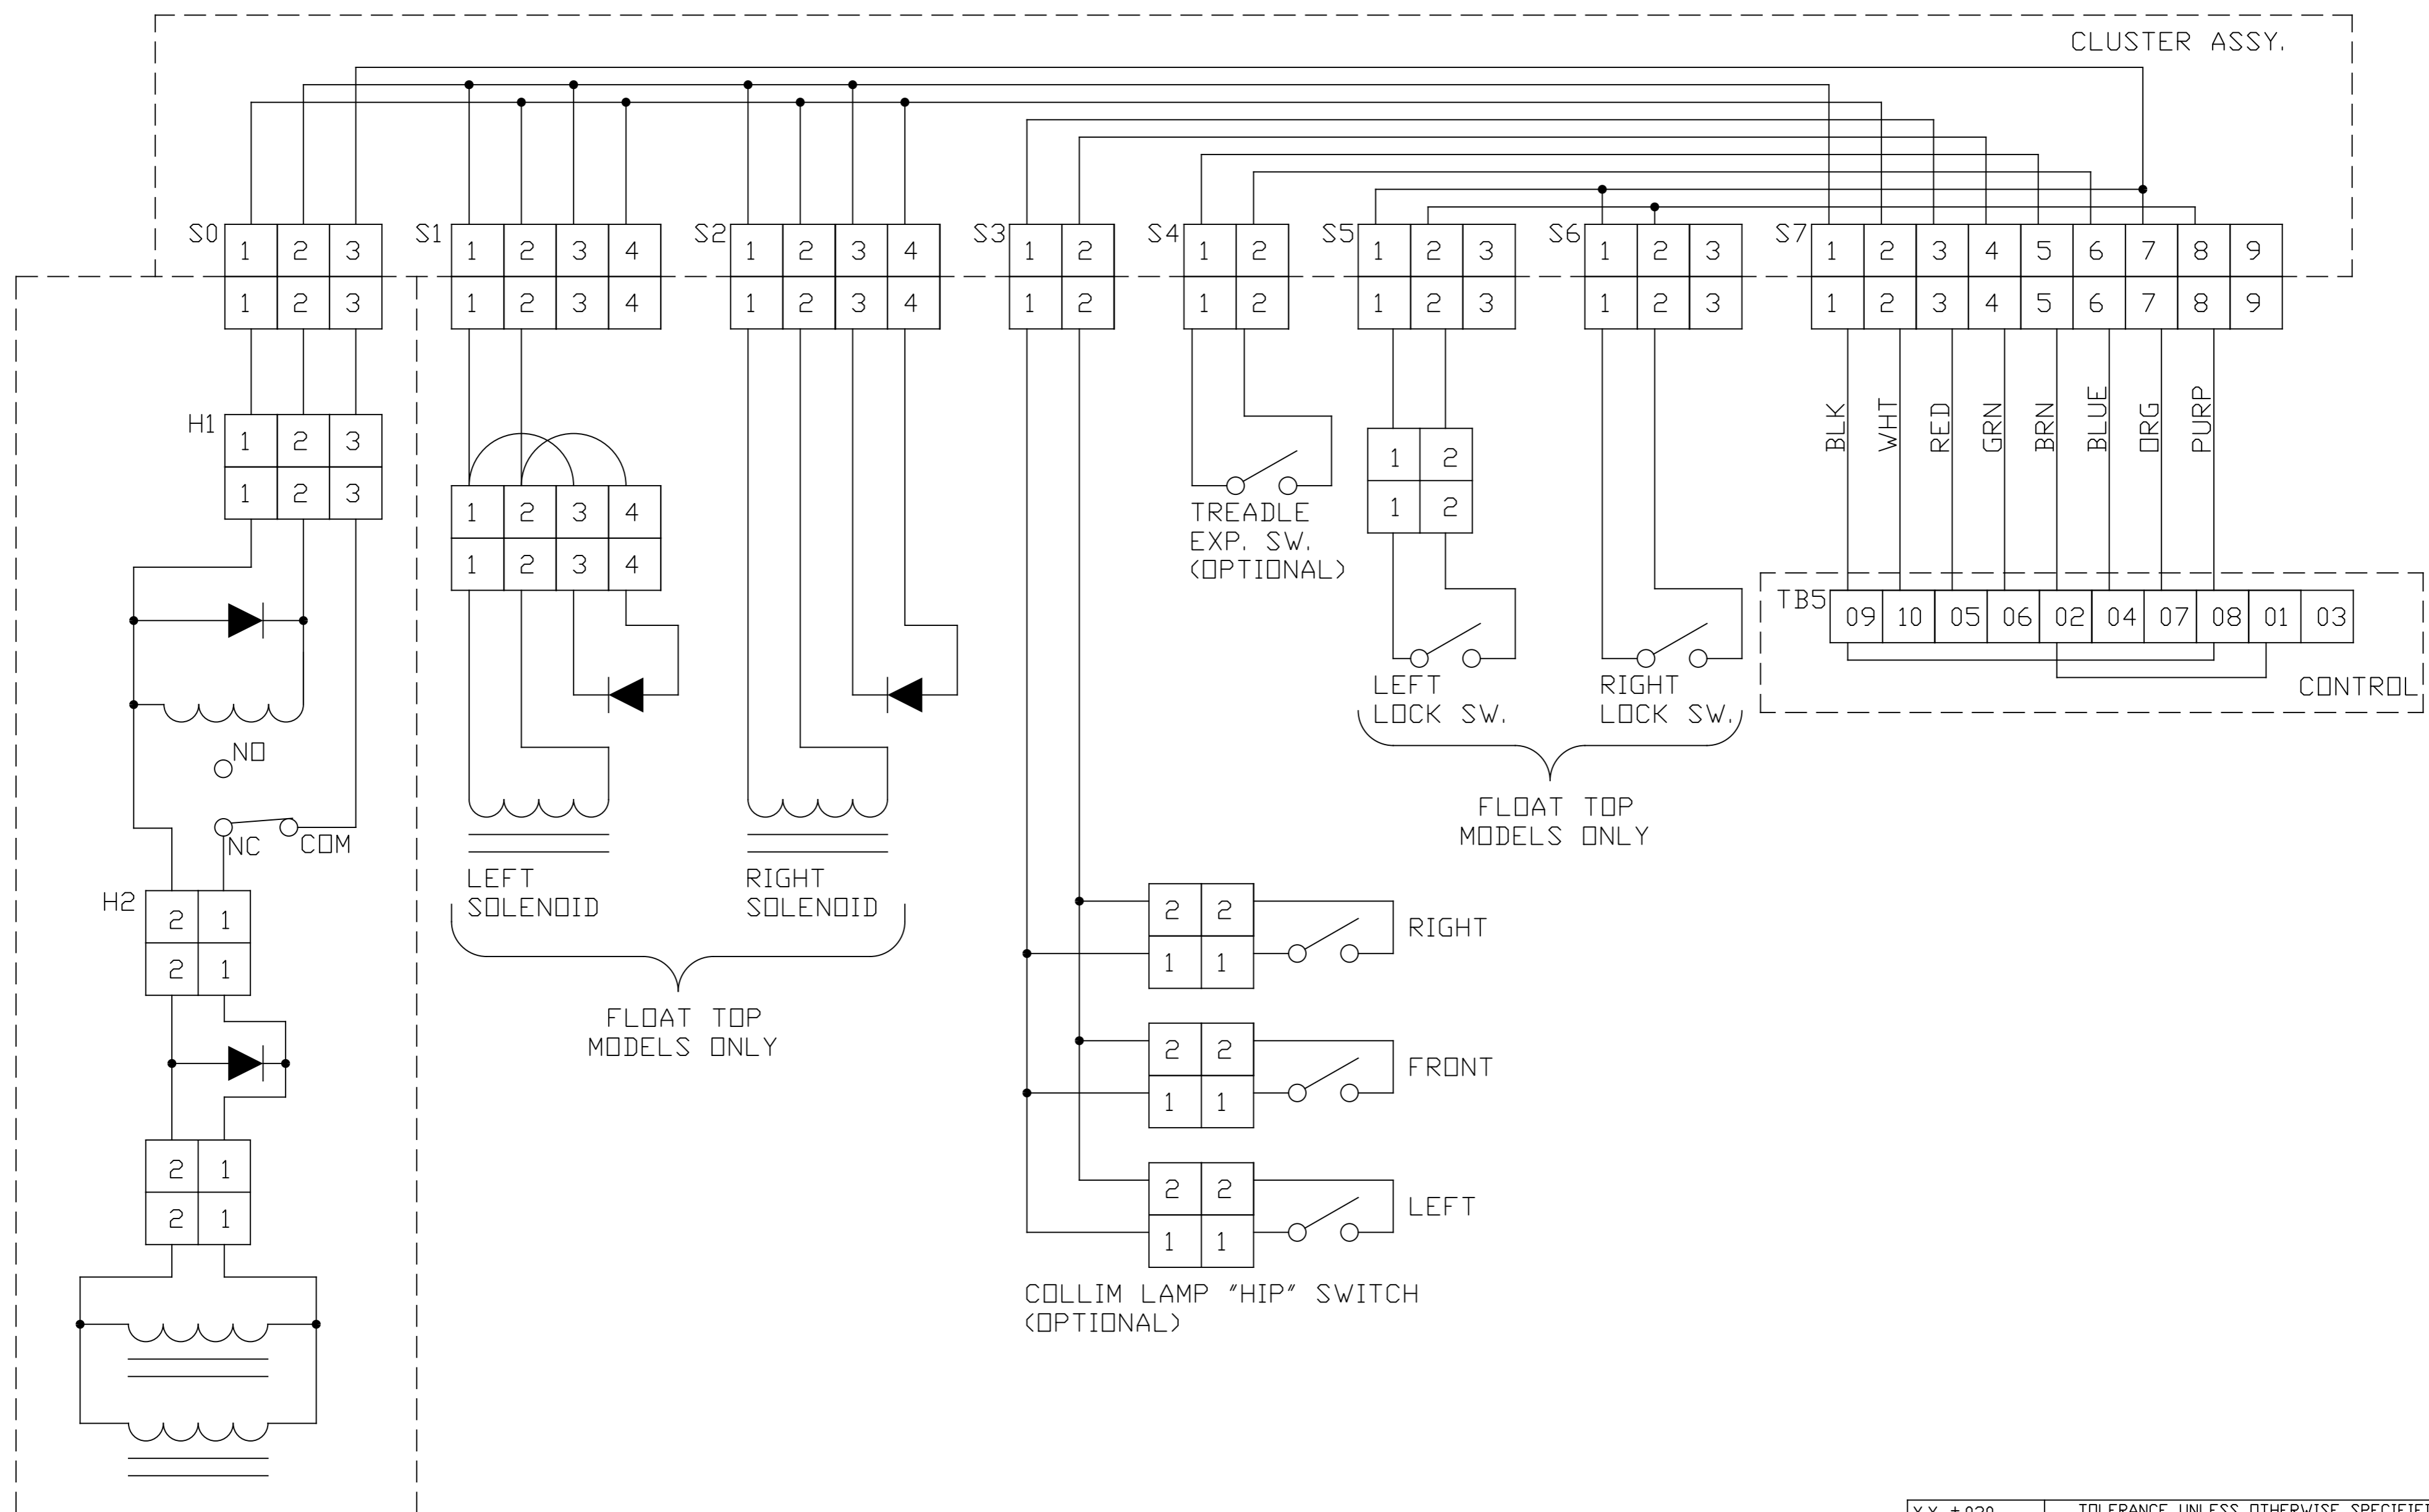 CLUSTER ASSY.
S0 1 2 3
S1 1 2 3 4
S2 1 2 3 4
S3 1 2
S4 1 2
S5 1 2 3
S6 1 2 3
S7 1 2 3 4 5 6 7 8 9
1 2 3
1 2 3 4
1 2 3 4
1 2
1 2
1 2 3
1 2 3
1 2 3 4 5 6 7 8 9
H1 1 2 3
1 2 3
BLK
WHT
RED
GRN
BRN
BLUE
ORG
PURP
1 2
1 2
1 2 3 4
1 2 3 4
TREADLE
EXP. SW.
(OPTIONAL)
TB5 09 10 05 06 02 04 07 08 01 03
CONTROL
LEFT
LOCK SW.
RIGHT
LOCK SW.
FLOAT TOP
MODELS ONLY
NO
NC
COM
LEFT
SOLENOID
RIGHT
SOLENOID
FLOAT TOP
MODELS ONLY
H2 2 1
2 1
2 1
2 1
2 2
1 1
RIGHT
2 2
1 1
FRONT
2 2
1 1
LEFT
COLLIM LAMP "HIP" SWITCH
(OPTIONAL)